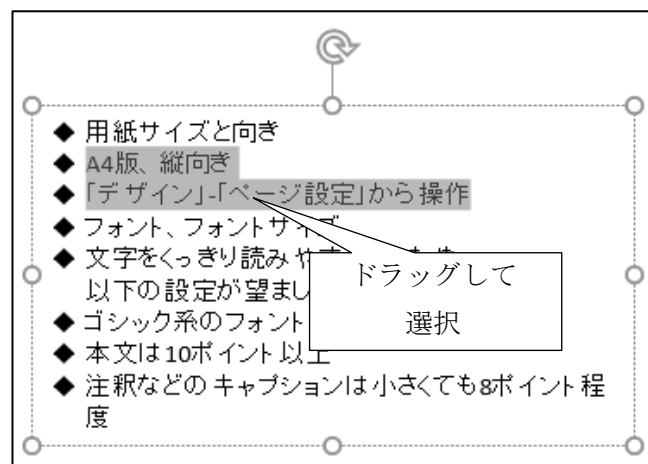 ◆ 用紙サイズと向き
◆ A4版、縦向き
◆ 「デザイン」-「ページ設定」から操作
◆ フォント、フォントサイズ
◆ 文字をくっきり読みや
以下の設定が望まし
◆ ゴシック系のフォント
◆ 本文は10ポイント以上
◆ 注釈などのキャプションは小さくても8ポイント程
度
ドラッグして
選択